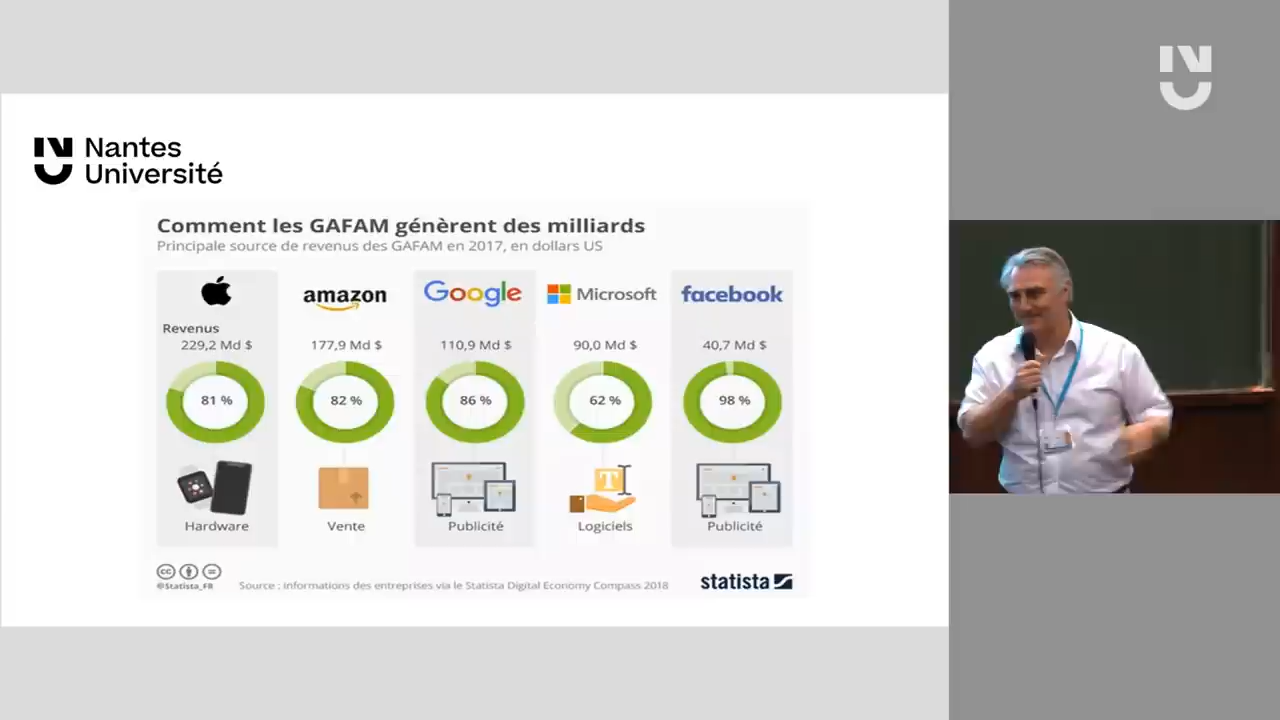 Nantes
Université
Comment les GAFAM génèrent des milliards
Principale source de revenus des GAFAM en 2017, en dollars US
amazon
Google
Microsoft
facebook
Revenus
229,2 Md $
177,9 Md $
110,9 Md $
90,0 Md $
40,7 Md $
81 %
82 %
86 %
62 %
98 %
T
Hardware
Vente
Publicité
Logiciels
Publicité
cc
@Statista_FR
Source : Informations des entreprises via le Statista Digital Economy Compass 2018
statista